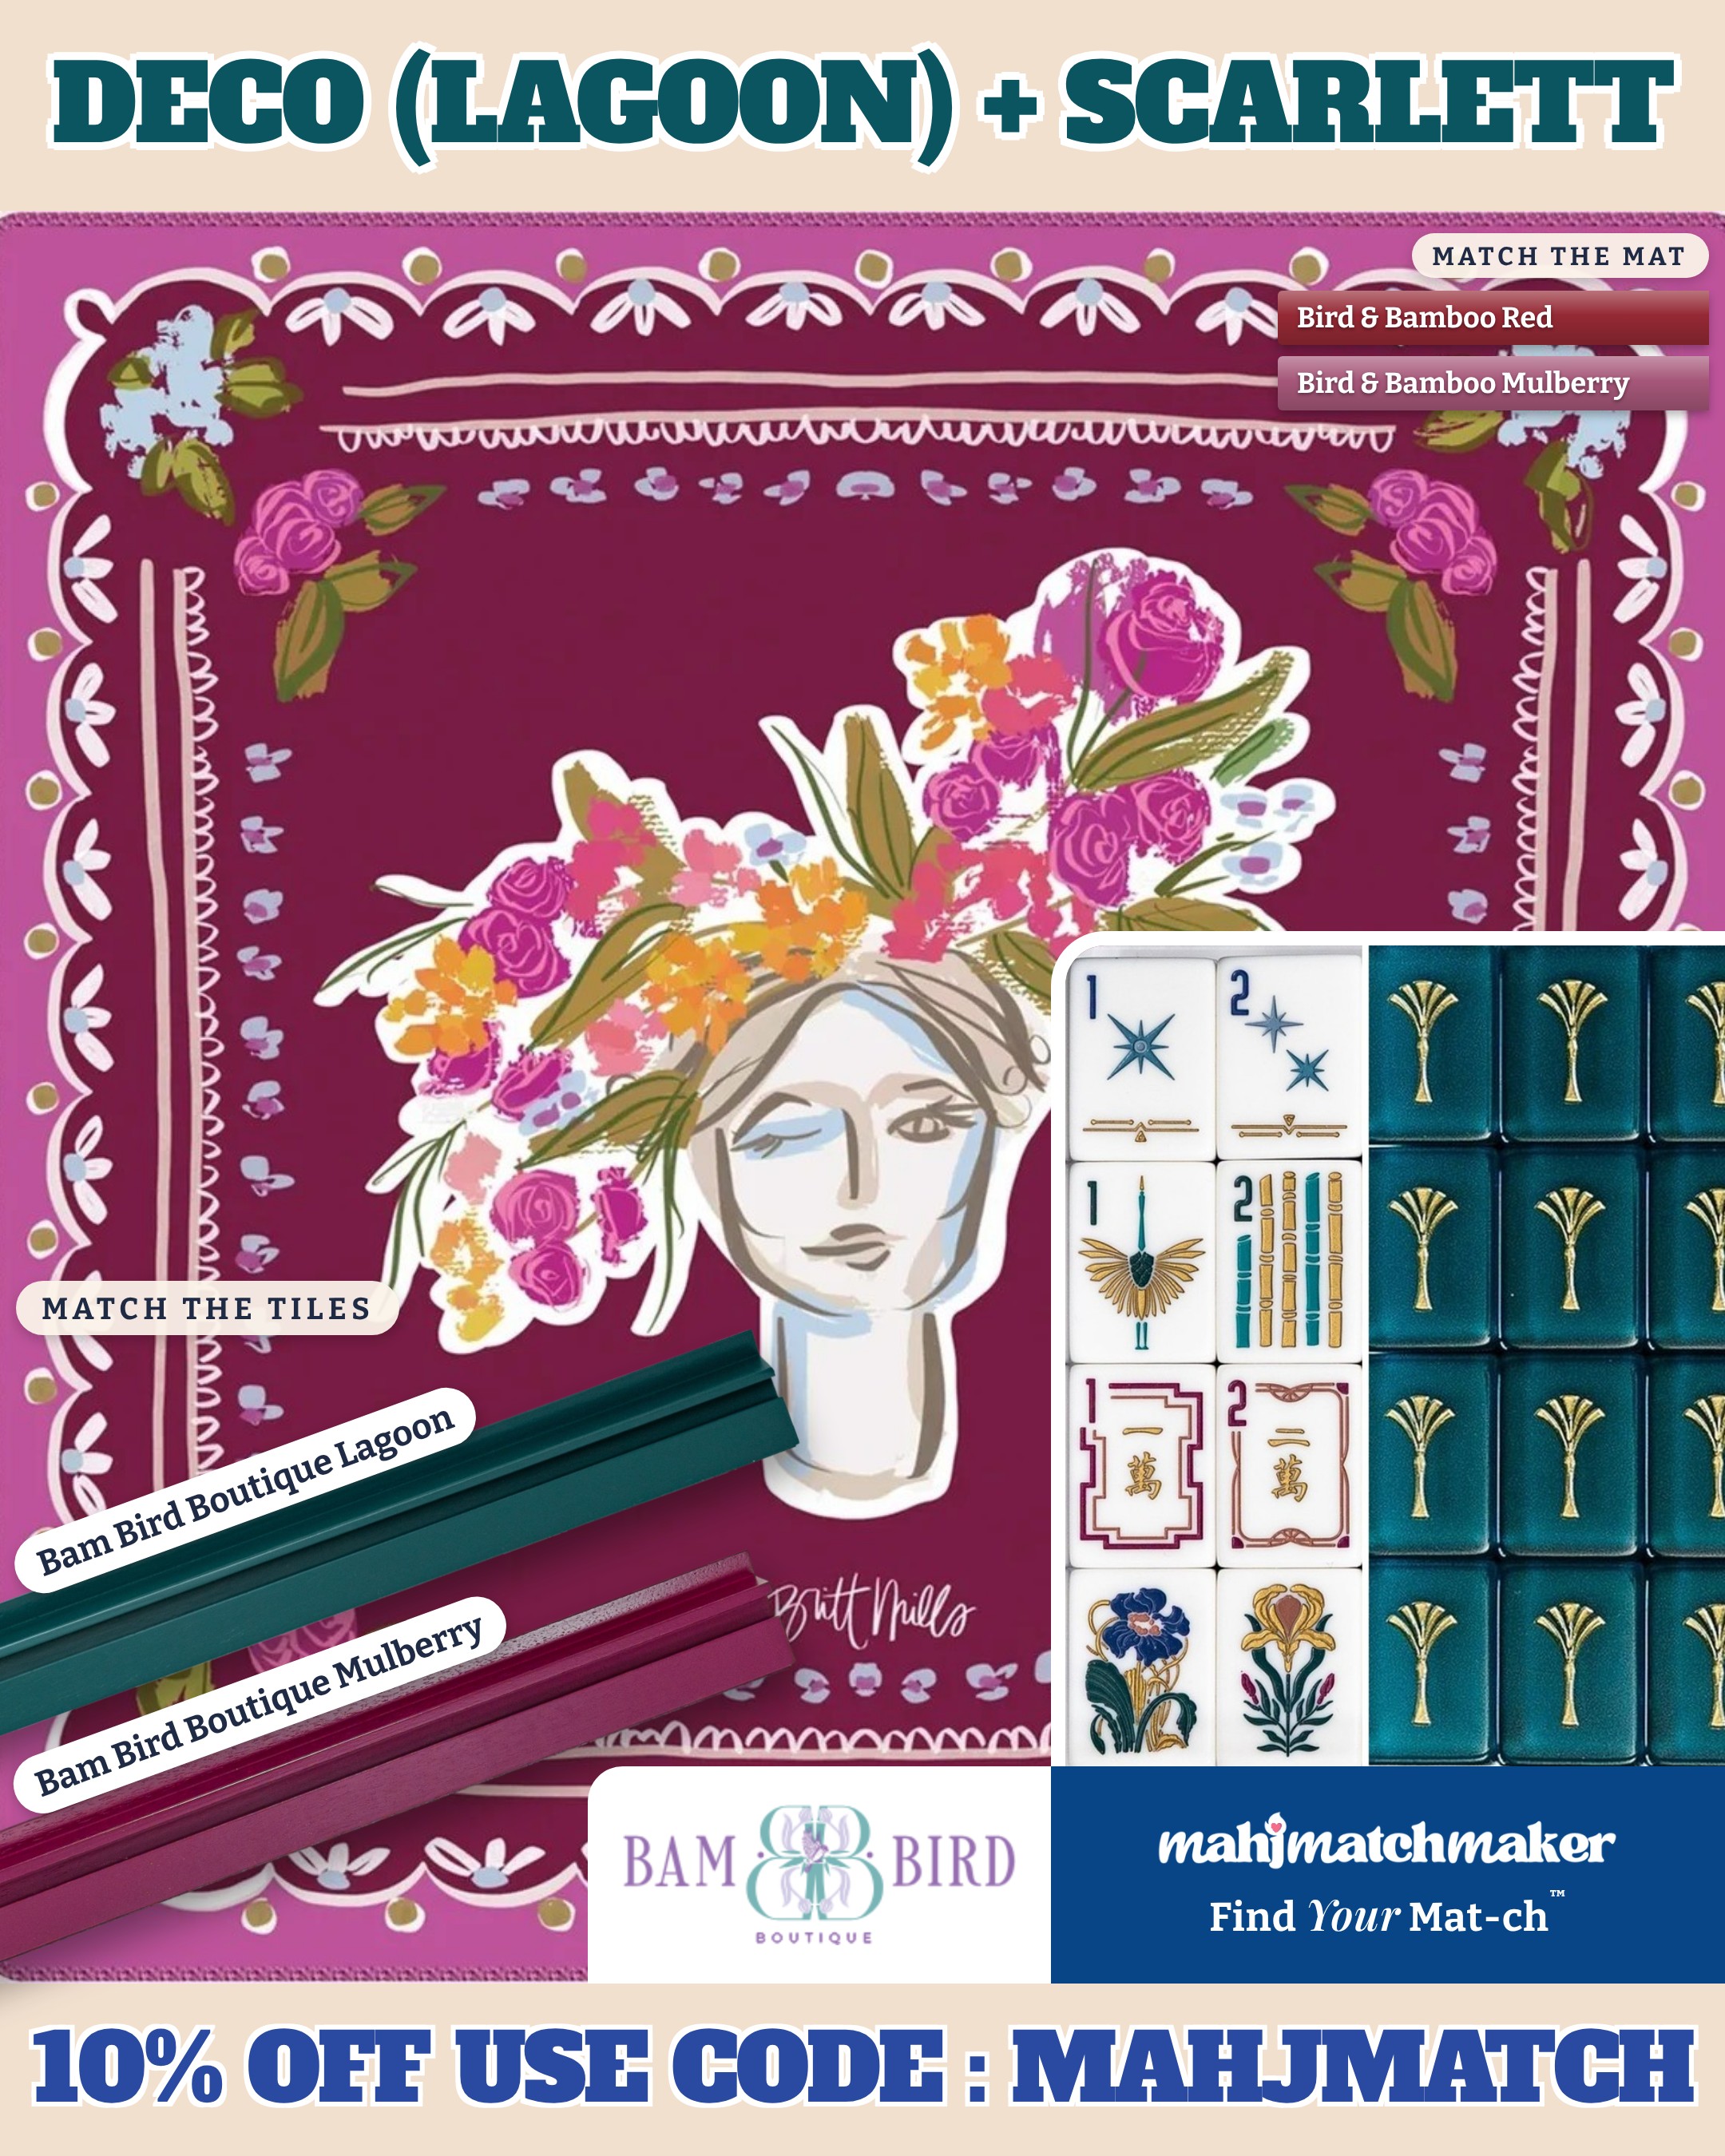 DECO (LAGOON) + SCARLETT
MATCH THE MAT
Bird & Bamboo Red
Bird & Bamboo Mulberry
1
2
1
2
1
一
萬
2
二
萬
MATCH THE TILES
Bam Bird Boutique Lagoon
Bam Bird Boutique Mulberry
Britt Mills
BAM BIRD
BOUTIQUE
mahjmatchmaker
Find Your Mat-ch™
10% OFF USE CODE : MAHJMATCH